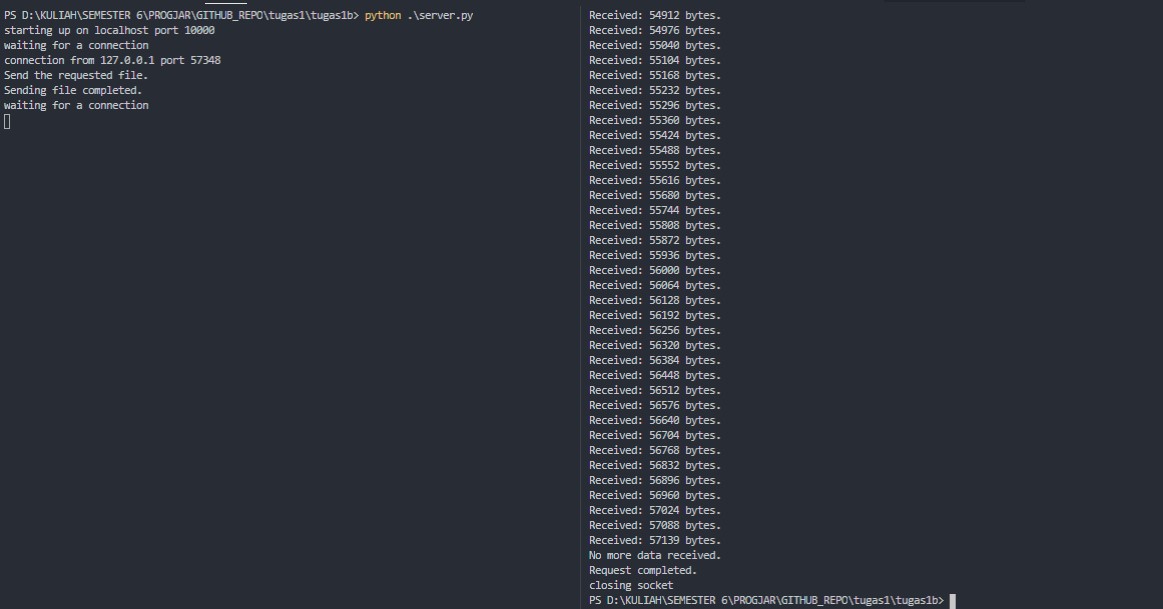 PS D:\KULIAH\SEMESTER 6\PROGJAR\GITHUB_REPO\tugas1\tugas1b> python .\server.py
starting up on localhost port 10000
waiting for a connection
connection from 127.0.0.1 port 57348
Send the requested file.
Sending file completed.
waiting for a connection
Received: 54912 bytes.
Received: 54976 bytes.
Received: 55040 bytes.
Received: 55104 bytes.
Received: 55168 bytes.
Received: 55232 bytes.
Received: 55296 bytes.
Received: 55360 bytes.
Received: 55424 bytes.
Received: 55488 bytes.
Received: 55552 bytes.
Received: 55616 bytes.
Received: 55680 bytes.
Received: 55744 bytes.
Received: 55808 bytes.
Received: 55872 bytes.
Received: 55936 bytes.
Received: 56000 bytes.
Received: 56064 bytes.
Received: 56128 bytes.
Received: 56192 bytes.
Received: 56256 bytes.
Received: 56320 bytes.
Received: 56384 bytes.
Received: 56448 bytes.
Received: 56512 bytes.
Received: 56576 bytes.
Received: 56640 bytes.
Received: 56704 bytes.
Received: 56768 bytes.
Received: 56832 bytes.
Received: 56896 bytes.
Received: 56960 bytes.
Received: 57024 bytes.
Received: 57088 bytes.
Received: 57139 bytes.
No more data received.
Request completed.
closing socket
PS D:\KULIAH\SEMESTER 6\PROGJAR\GITHUB_REPO\tugas1\tugas1b>